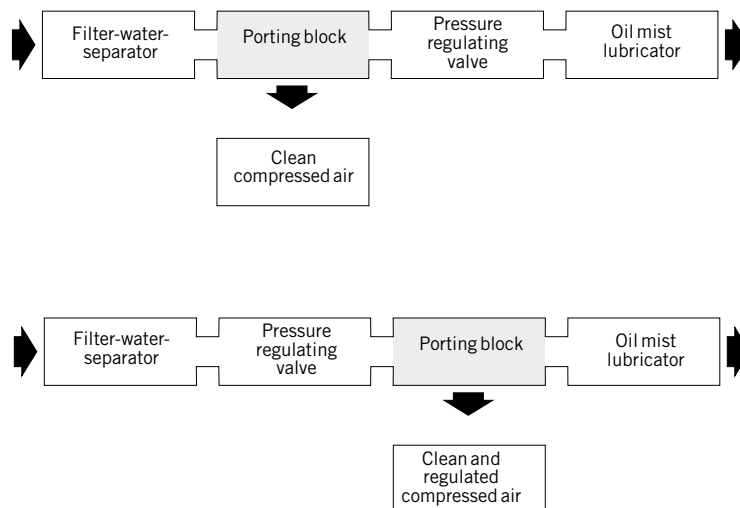 Filter-water-
separator
Porting block
Pressure
regulating
valve
Oil mist
lubricator
Clean
compressed air
Filter-water-
separator
Pressure
regulating
valve
Porting block
Oil mist
lubricator
Clean and
regulated
compressed air